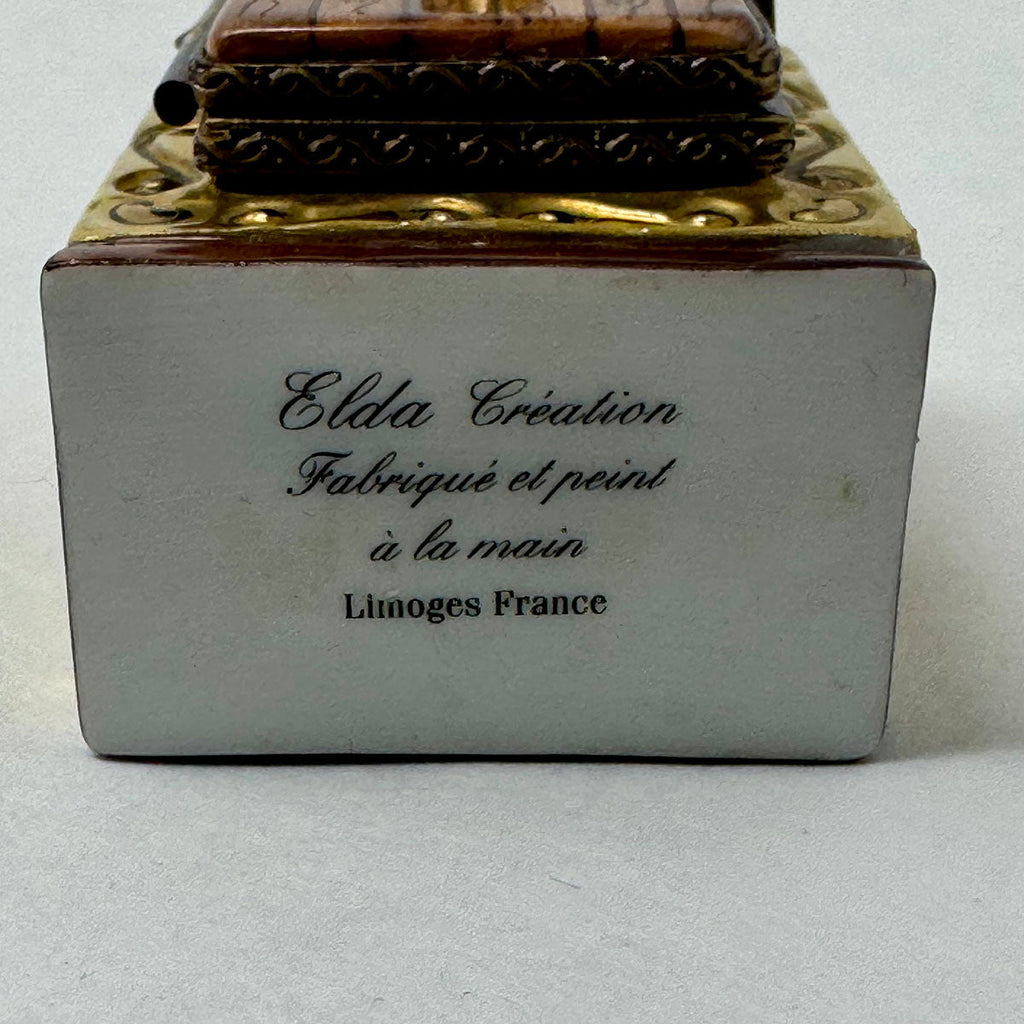 Elda Création
Fabriqué et peint
à la main
Limoges France